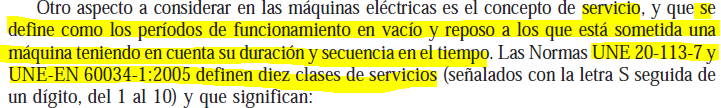 Otro aspecto a considerar en las máquinas eléctricas es el concepto de servicio, y que se
define como los períodos de funcionamiento en vacío y reposo a los que está sometida una
máquina teniendo en cuenta su duración y secuencia en el tiempo. Las Normas UNE 20-113-7 y
UNE-EN 60034-1:2005 definen diez clases de servicios (señalados con la letra S seguida de
un dígito, del 1 al 10) y que significan: